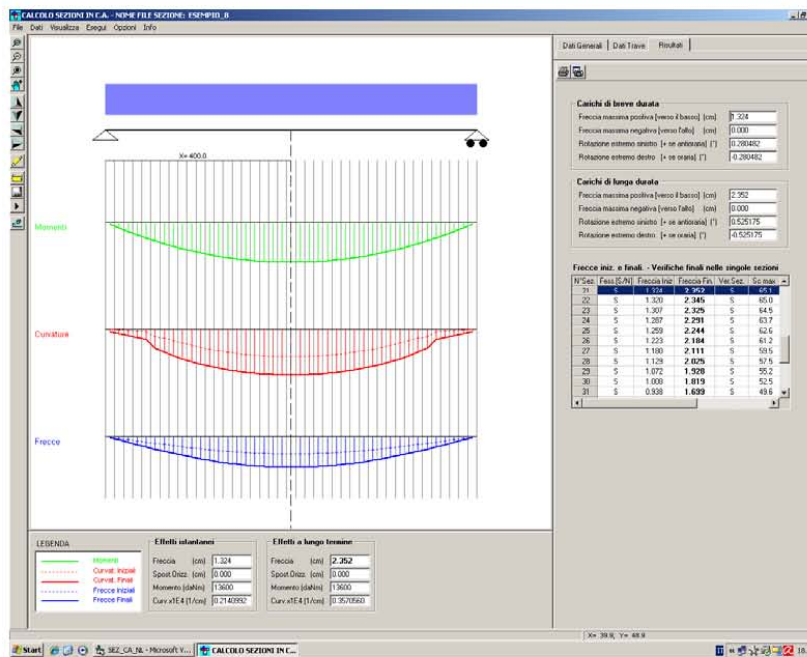 CALCOLO SEZIONI IN C.A. - NOME FILE SEZIONE: ESEMPIO_8
File Dati Visualizza Esegui Opzioni Info
Dati Generali Dati Trave Risultati
X= 400.0
Momenti
Curvature
Frecce
Carichi di breve durata
Freccia massima positiva [verso il basso] (cm) 1.324
Freccia massima negativa [verso l'alto] (cm) 0.000
Rotazione estremo sinistro [+ se antioraria] (°) 0.280482
Rotazione estremo destro [+ se oraria] (°) -0.280482
Carichi di lunga durata
Freccia massima positiva [verso il basso] (cm) 2.352
Freccia massima negativa [verso l'alto] (cm) 0.000
Rotazione estremo sinistro [+ se antioraria] (°) 0.525175
Rotazione estremo destro [+ se oraria] (°) -0.525175
Frecce iniz. e finali. - Verifiche finali nelle singole sezioni
N°Sez. Fess.[S/N] Freccia Iniz Freccia Fin. Ver.Sez. Sc max
21 S 1.324 2.352 S 65.1
22 S 1.320 2.345 S 65.0
23 S 1.307 2.325 S 64.5
24 S 1.287 2.291 S 63.7
25 S 1.259 2.244 S 62.6
26 S 1.223 2.184 S 61.2
27 S 1.180 2.111 S 59.5
28 S 1.129 2.025 S 57.5
29 S 1.072 1.928 S 55.2
30 S 1.008 1.819 S 52.5
31 S 0.938 1.699 S 49.6
LEGENDA
Momenti
Curvat. Iniziali
Curvat. Finali
Frecce Iniziali
Frecce Finali
Effetti istantanei
Freccia (cm) 1.324
Spost.Orizz. (cm) 0.000
Momento (daNm) 13600
Curv.x1E4 (1/cm) 0.2140992
Effetti a lungo termine
Freccia (cm) 2.352
Spost.Orizz. (cm) 0.000
Momento (daNm) 13600
Curv.x1E4 (1/cm) 0.3570560
X= 39.9, Y= 48.8
Start SEZ_CA_NL - Microsoft V... CALCOLO SEZIONI IN C...